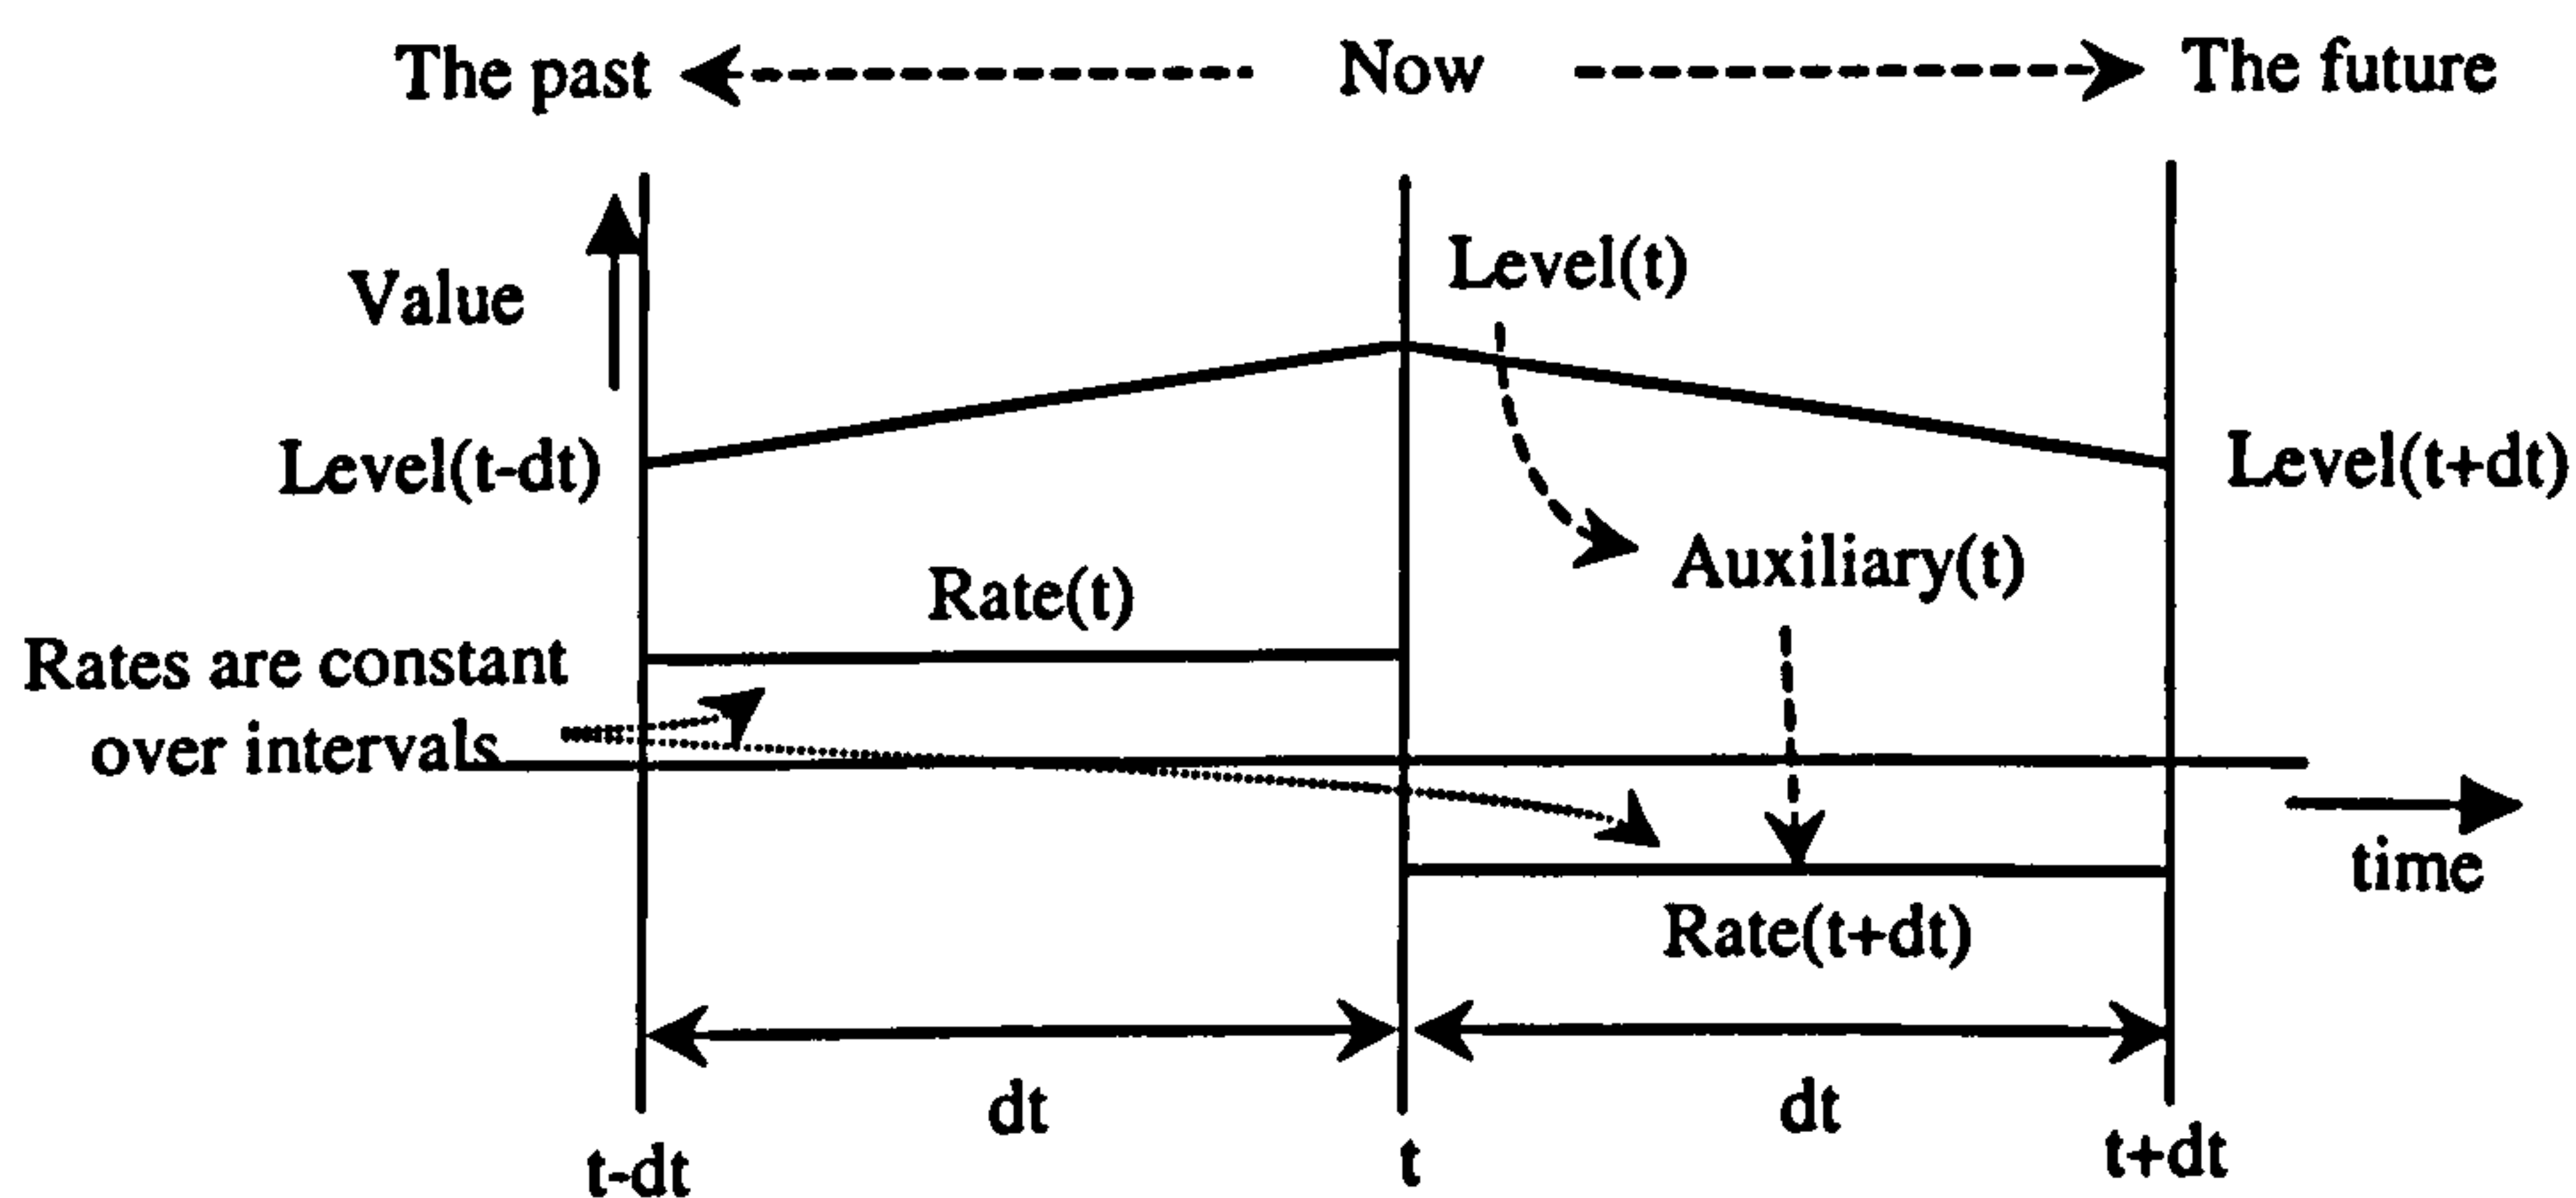 The past
Now
The future
Value
Level(t)
Level(t-dt)
Level(t+dt)
Auxiliary(t)
Rate(t)
Rates are constant
over intervals
time
Rate(t+dt)
dt
dt
t-dt
t
t+dt